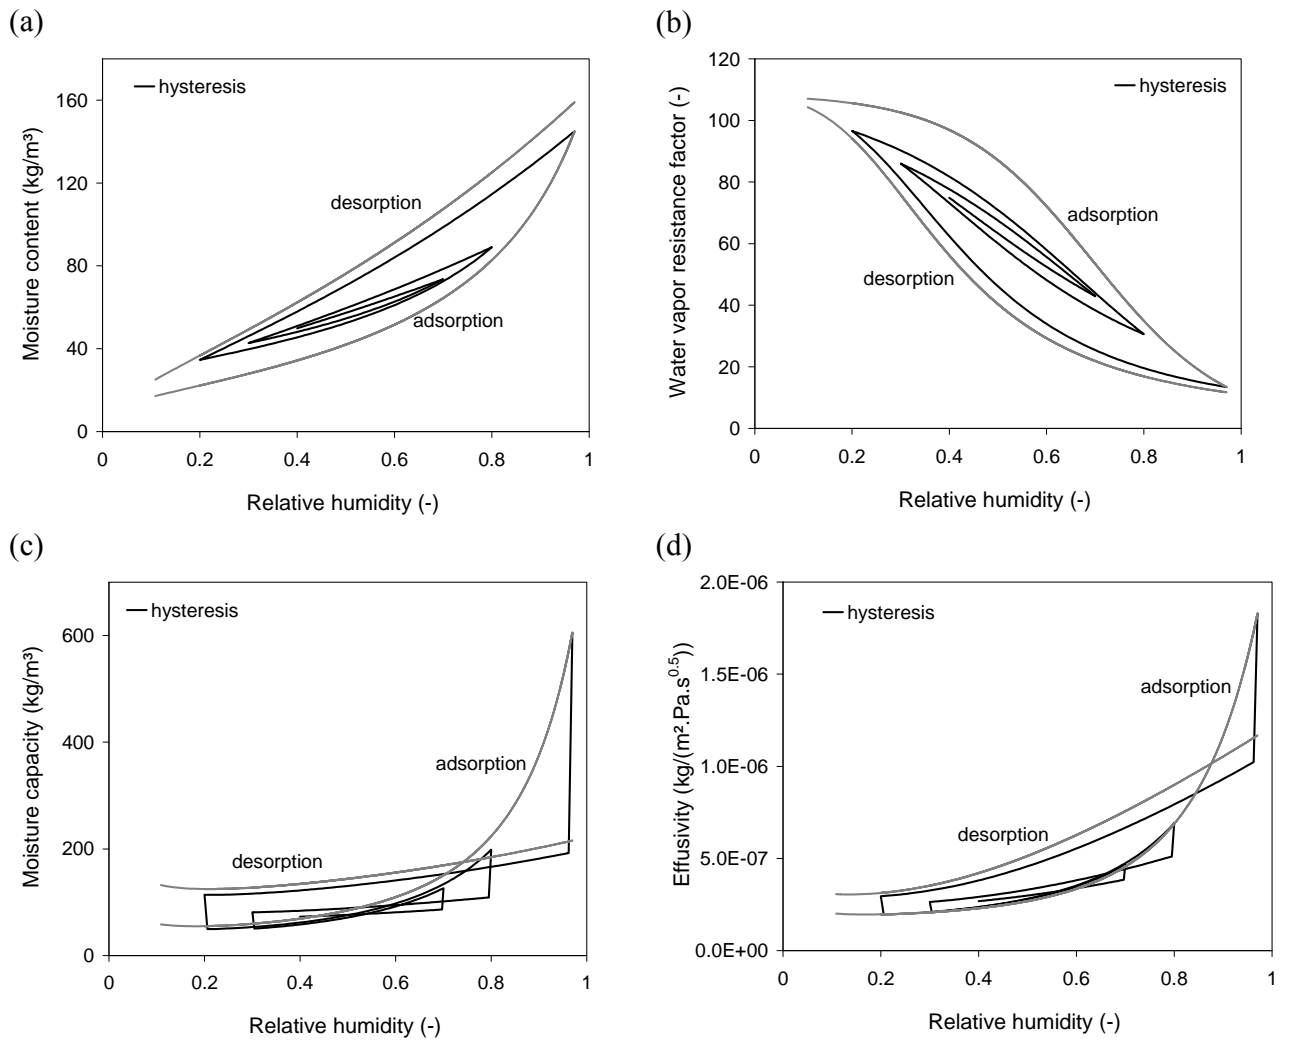 (a)
hysteresis
desorption
adsorption
Moisture content (kg/m³)
160
120
80
40
0
0 0.2 0.4 0.6 0.8 1
Relative humidity (-)
(b)
hysteresis
adsorption
desorption
Water vapor resistance factor (-)
120
100
80
60
40
20
0
0 0.2 0.4 0.6 0.8 1
Relative humidity (-)
(c)
hysteresis
adsorption
desorption
Moisture capacity (kg/m³)
600
400
200
0
0 0.2 0.4 0.6 0.8 1
Relative humidity (-)
(d)
hysteresis
adsorption
desorption
Effusivity (kg/(m².Pa.s^0.5))
2.0E-06
1.5E-06
1.0E-06
5.0E-07
0.0E+00
0 0.2 0.4 0.6 0.8 1
Relative humidity (-)